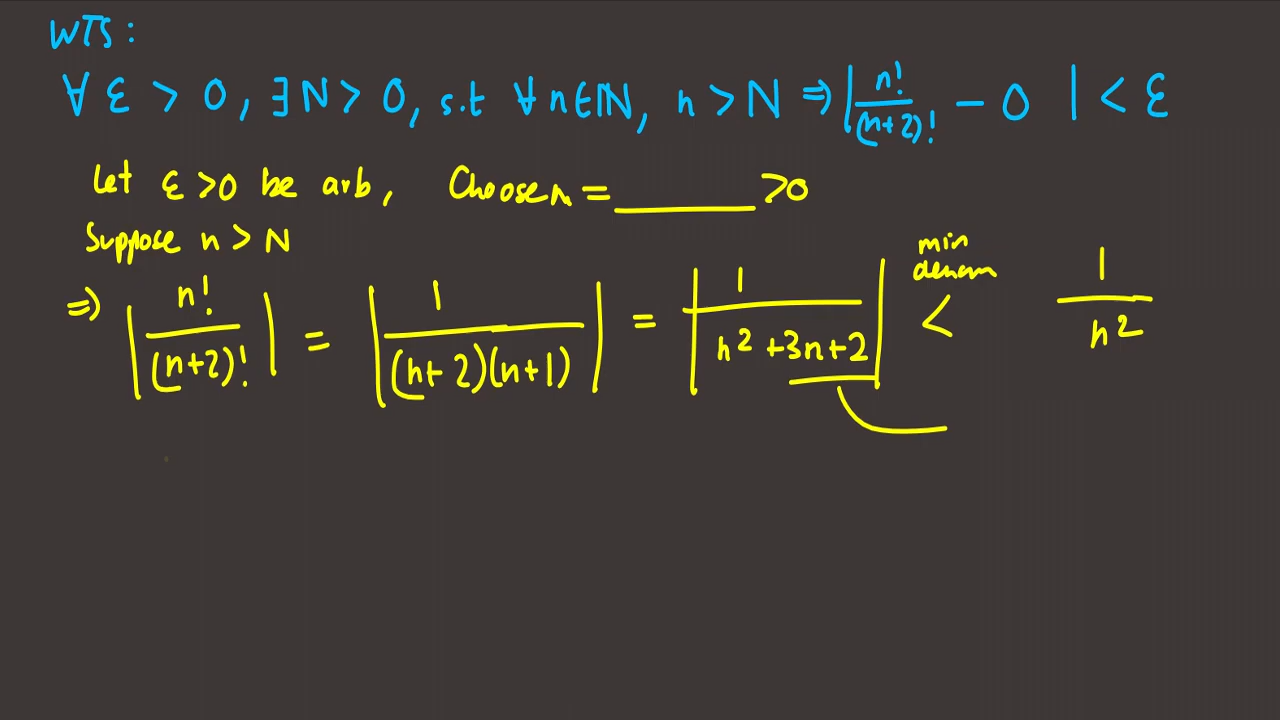 WTS:
∀ ε > 0, ∃ N > 0, s.t ∀ n ∈ ℕ, n > N ⇒ | n! / (n+2)! − 0 | < ε
Let ε > 0 be arb, Choose n = ______ > 0
Suppose n > N
min denom
⇒ | n! / (n+2)! | = | 1 / (n+2)(n+1) | = | 1 / n² + 3n + 2 | < 1 / n²